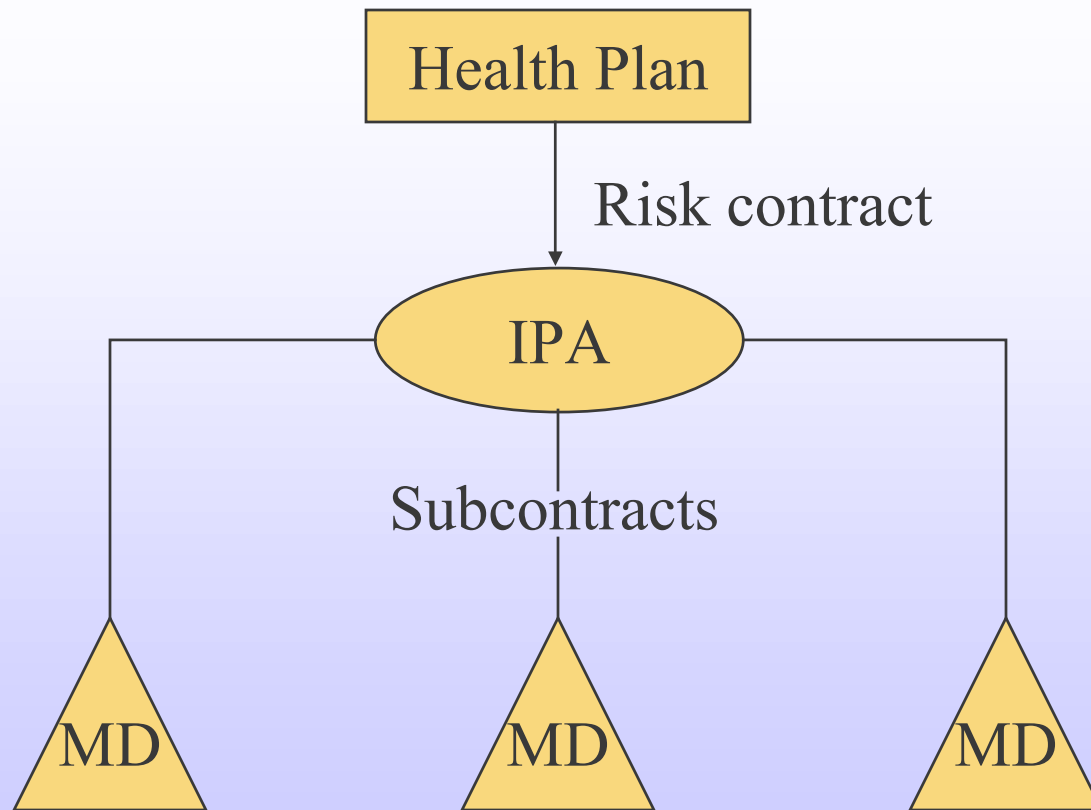 Health Plan
Risk contract
IPA
Subcontracts
MD
MD
MD